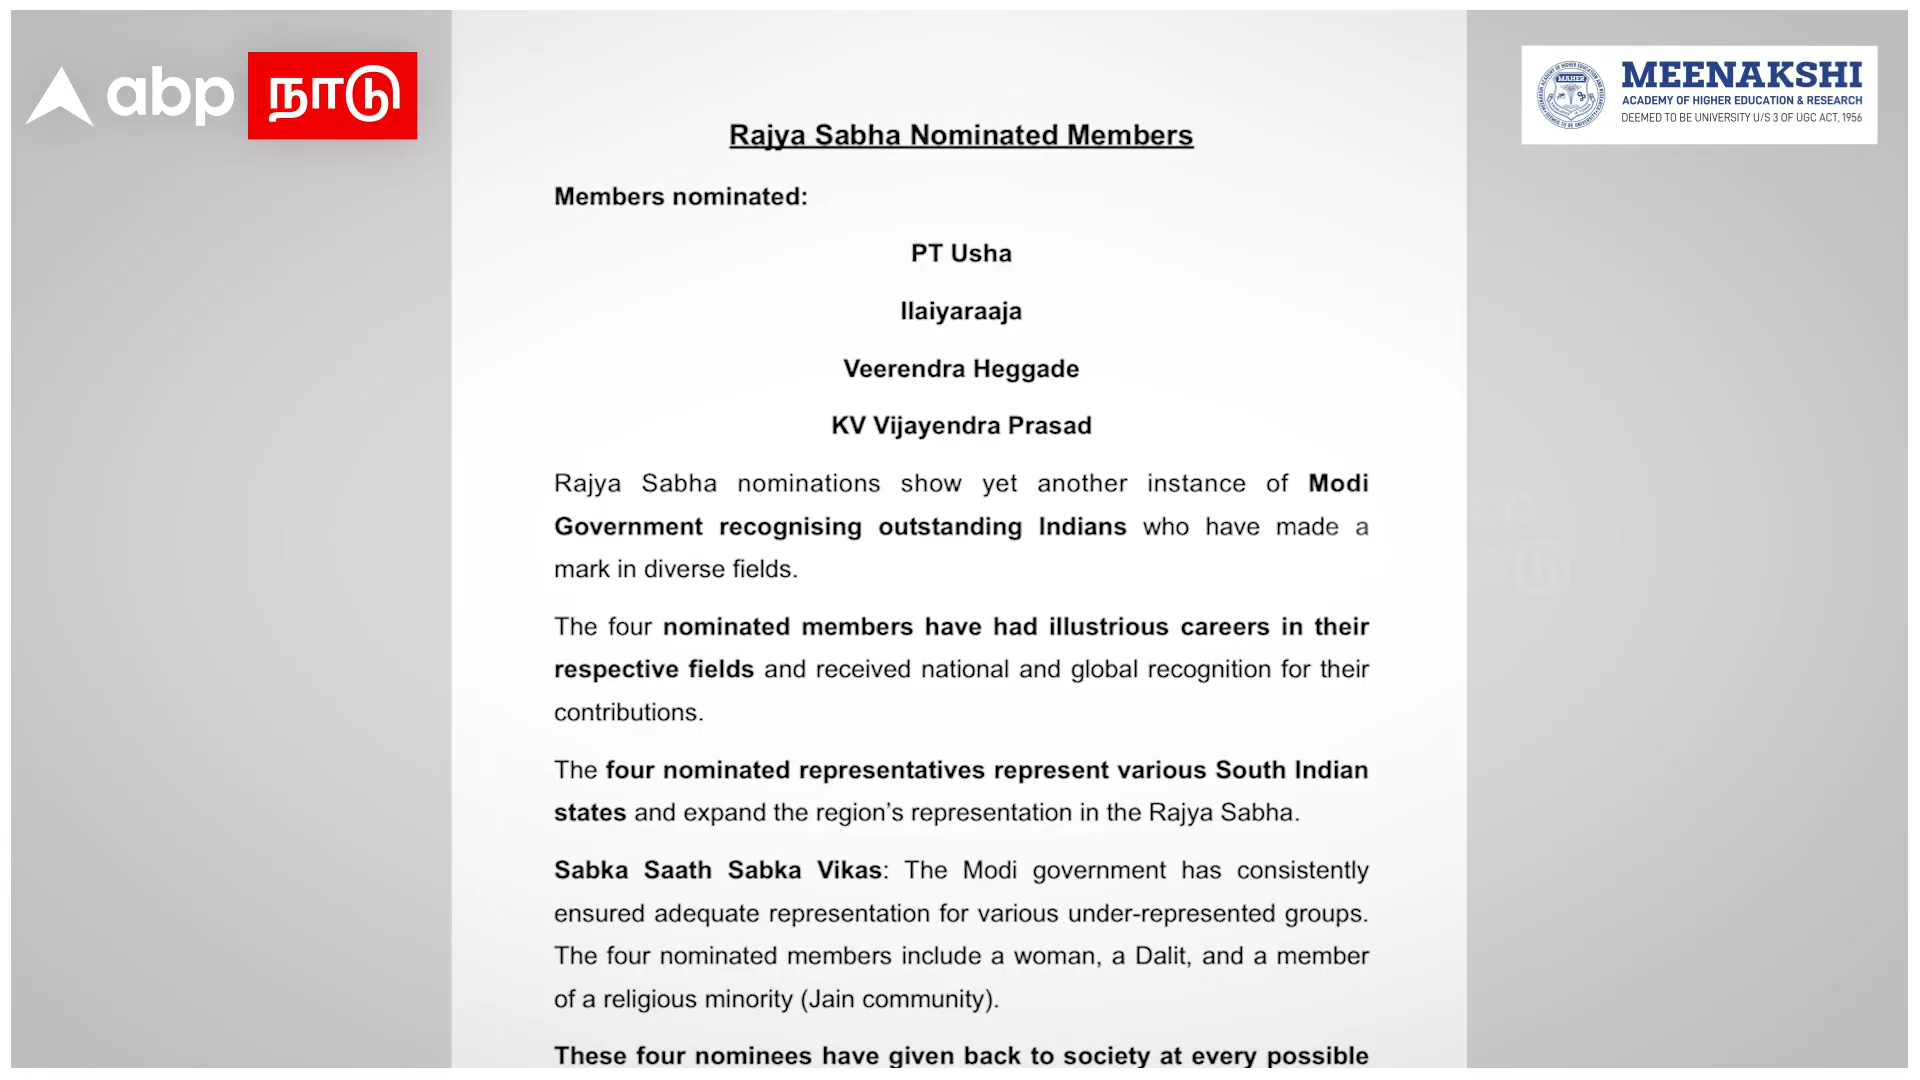 abp நாடு
MAHER
MEENAKSHI
ACADEMY OF HIGHER EDUCATION & RESEARCH
DEEMED TO BE UNIVERSITY U/S 3 OF UGC ACT, 1956
Rajya Sabha Nominated Members
Members nominated:
PT Usha
Ilaiyaraaja
Veerendra Heggade
KV Vijayendra Prasad
Rajya Sabha nominations show yet another instance of Modi
Government recognising outstanding Indians who have made a
mark in diverse fields.
The four nominated members have had illustrious careers in their
respective fields and received national and global recognition for their
contributions.
The four nominated representatives represent various South Indian
states and expand the region’s representation in the Rajya Sabha.
Sabka Saath Sabka Vikas: The Modi government has consistently
ensured adequate representation for various under-represented groups.
The four nominated members include a woman, a Dalit, and a member
of a religious minority (Jain community).
These four nominees have given back to society at every possible